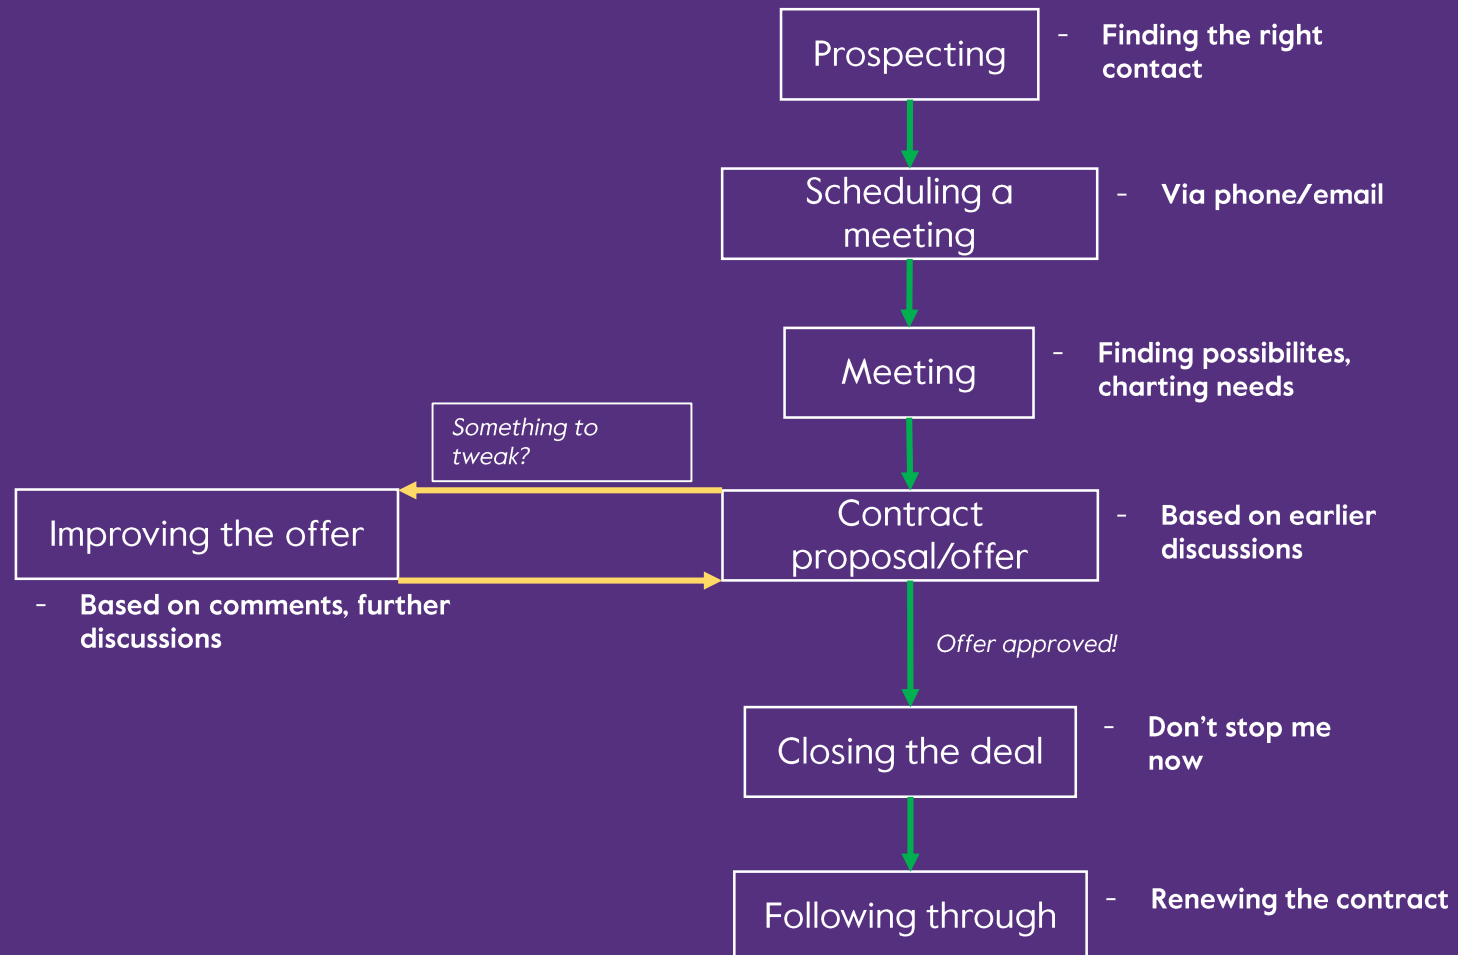 Prospecting
- Finding the right
contact
Scheduling a
meeting
- Via phone/email
Meeting
- Finding possibilites,
charting needs
Something to
tweak?
Improving the offer
- Based on comments, further
discussions
Contract
proposal/offer
- Based on earlier
discussions
Offer approved!
Closing the deal
- Don't stop me
now
Following through
- Renewing the contract